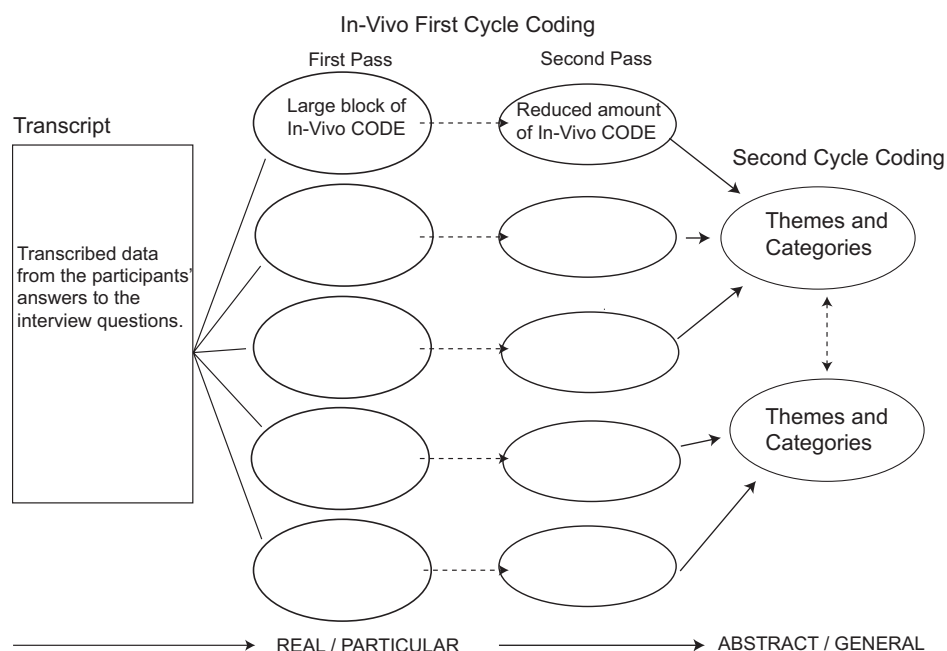 In-Vivo First Cycle Coding
First Pass
Second Pass
Large block of
In-Vivo CODE
Reduced amount
of In-Vivo CODE
Transcript
Transcribed data
from the participants'
answers to the
interview questions.
Second Cycle Coding
Themes and
Categories
Themes and
Categories
REAL / PARTICULAR
ABSTRACT / GENERAL